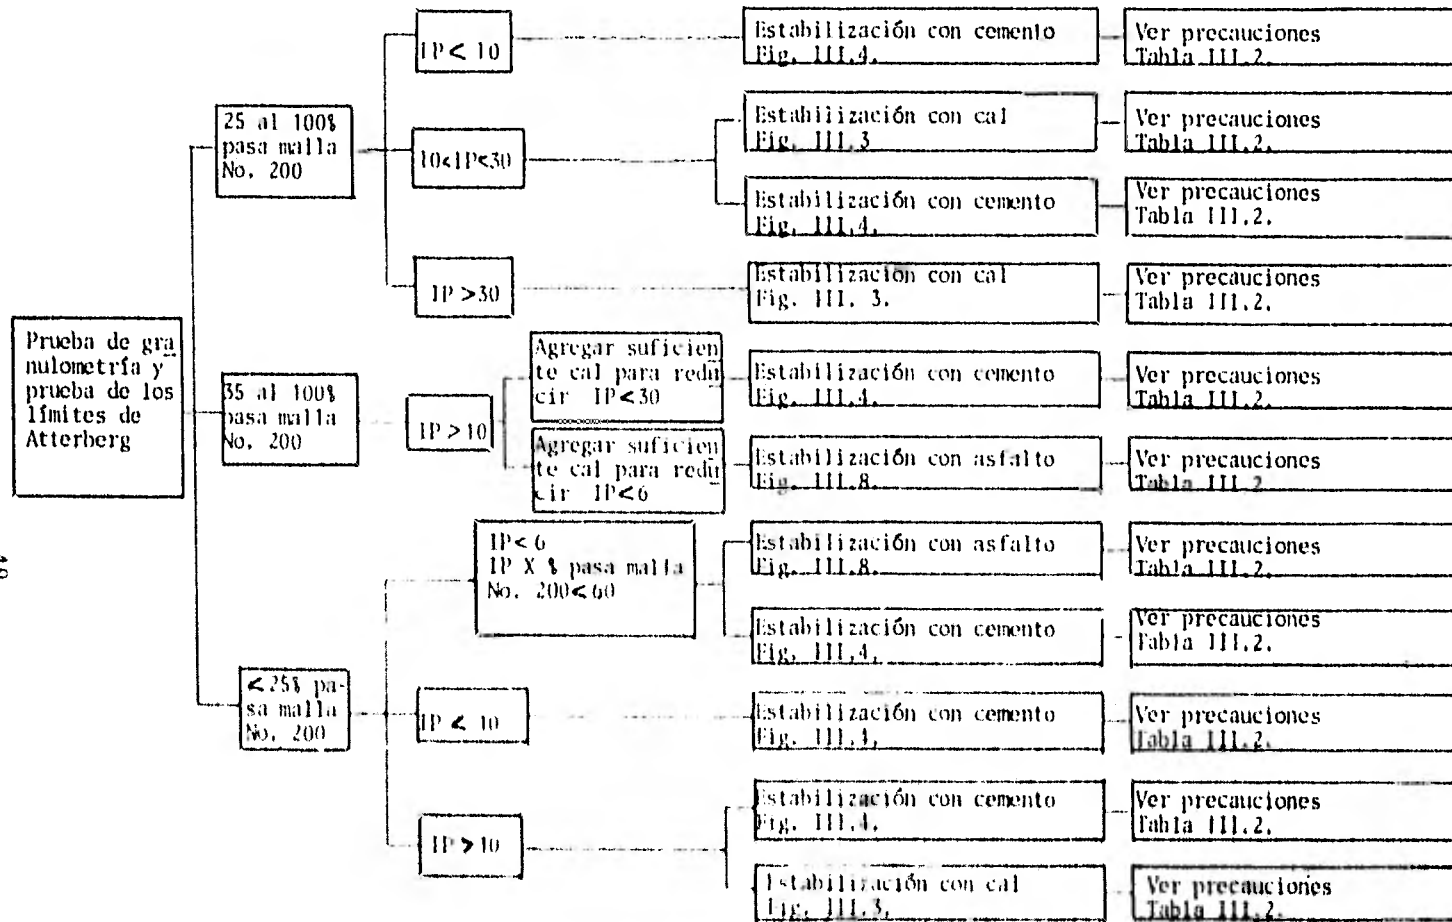 Prueba de gra
nulometría y
prueba de los
límites de
Atterberg
25 al 100%
pasa malla
No. 200
IP < 10
Estabilización con cemento
Fig. III.4.
Ver precauciones
Tabla III.2.
10<IP<30
Estabilización con cal
Fig. III.3
Ver precauciones
Tabla III.2.
Estabilización con cemento
Fig. III.4.
Ver precauciones
Tabla III.2.
IP >30
Estabilización con cal
Fig. III. 3.
Ver precauciones
Tabla III.2.
35 al 100%
pasa malla
No. 200
IP > 10
Agregar suficien
te cal para redu
cir IP<30
Estabilización con cemento
Fig. III.4.
Ver precauciones
Tabla III.2.
Agregar suficien
te cal para redu
cir IP<6
Estabilización con asfalto
Fig. III.8.
Ver precauciones
Tabla III.2
<25% pa-
sa malla
No. 200
IP< 6
IP X % pasa malla
No. 200<60
Estabilización con asfalto
Fig. III.8.
Ver precauciones
Tabla III.2.
Estabilización con cemento
Fig. III.4.
Ver precauciones
Tabla III.2.
IP < 10
Estabilización con cemento
Fig. III.4.
Ver precauciones
Tabla III.2.
IP > 10
Estabilización con cemento
Fig. III.4.
Ver precauciones
Tabla III.2.
Estabilización con cal
Fig. III.3.
Ver precauciones
Tabla III.2.